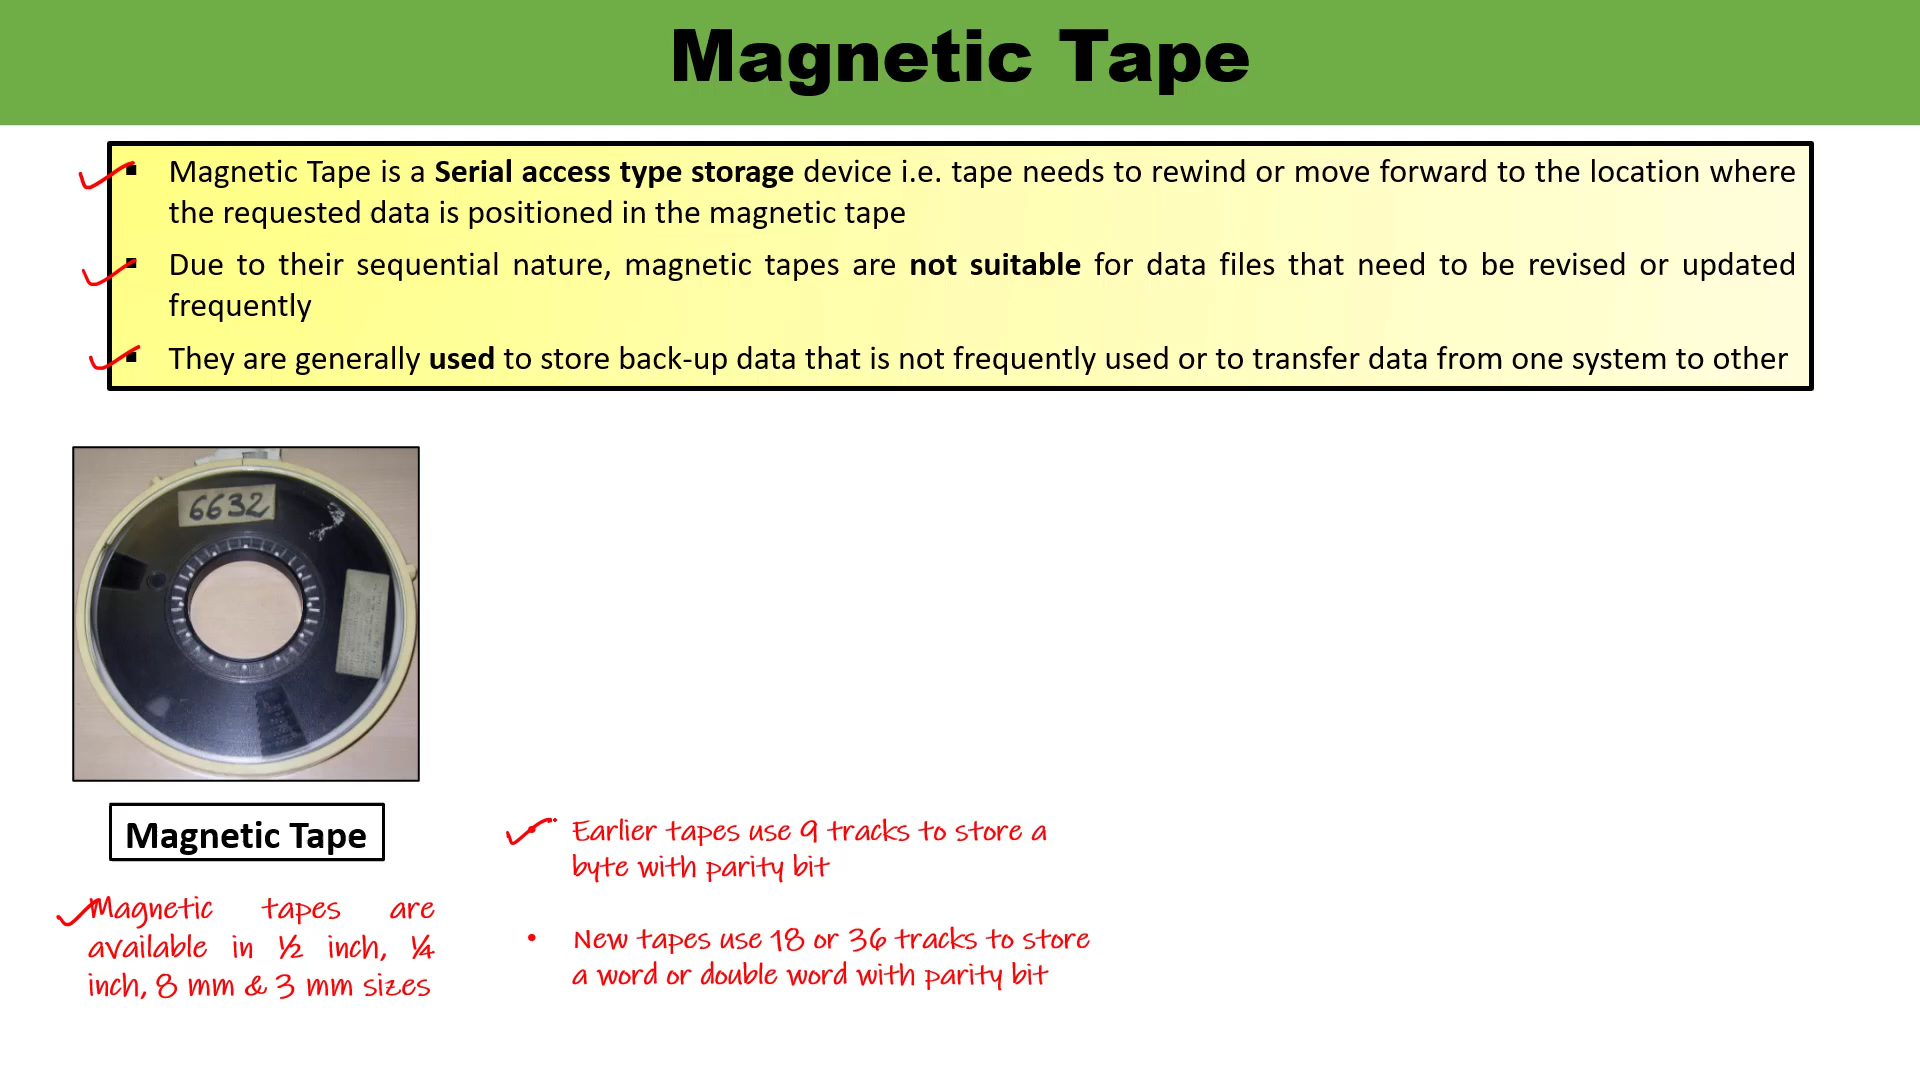 Magnetic Tape
▪ Magnetic Tape is a Serial access type storage device i.e. tape needs to rewind or move forward to the location where
the requested data is positioned in the magnetic tape
▪ Due to their sequential nature, magnetic tapes are not suitable for data files that need to be revised or updated
frequently
▪ They are generally used to store back-up data that is not frequently used or to transfer data from one system to other
6632
Magnetic Tape
Magnetic tapes are
available in ½ inch, ¼
inch, 8 mm & 3 mm sizes
• Earlier tapes use 9 tracks to store a
byte with parity bit
• New tapes use 18 or 36 tracks to store
a word or double word with parity bit